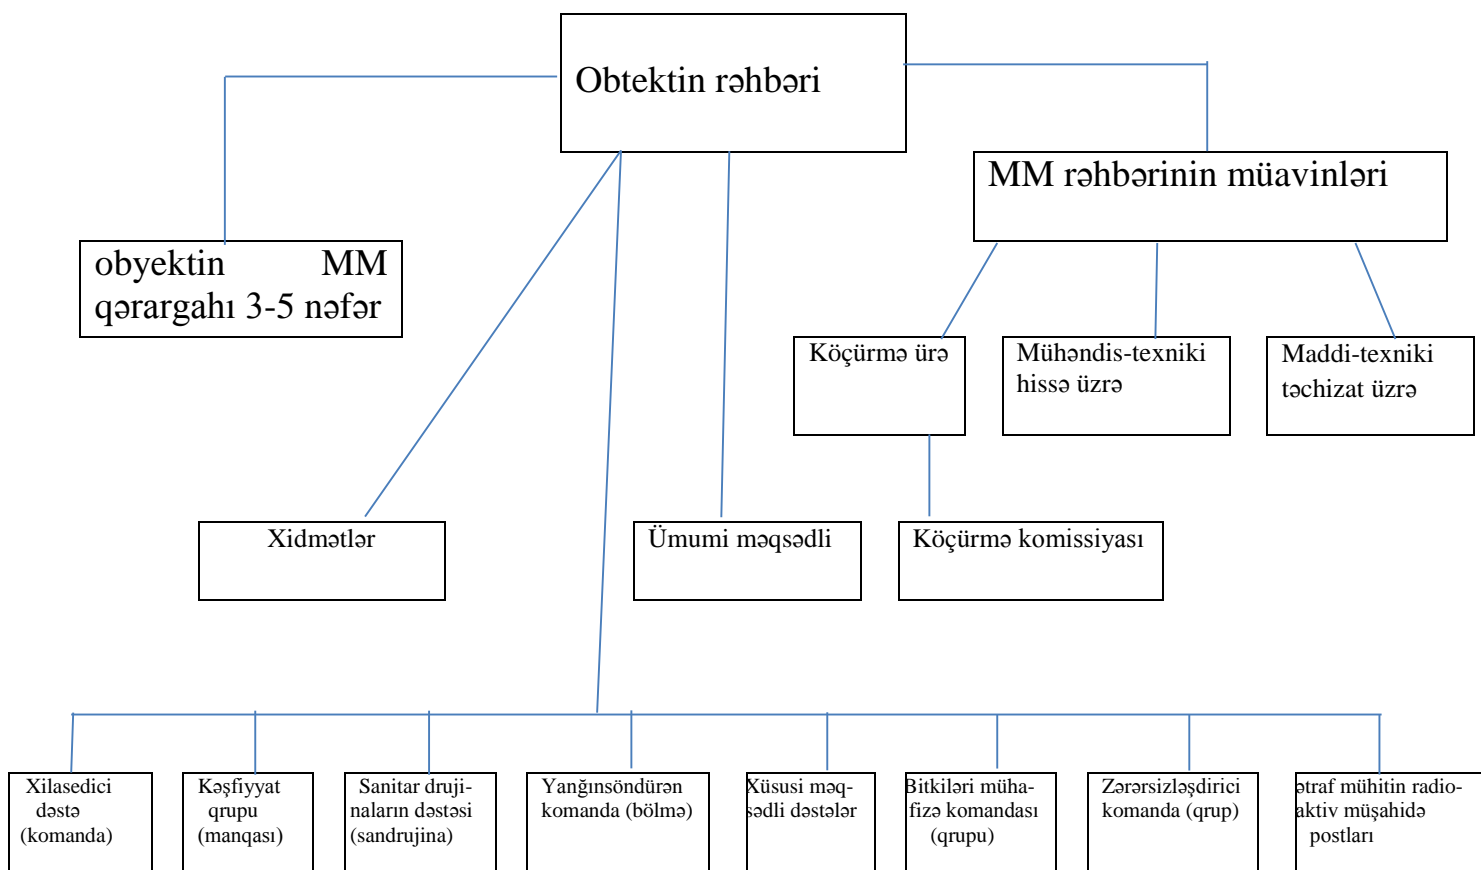 Obtektin rəhbəri
MM rəhbərinin müavinləri
obyektin MM
qərargahı 3-5 nəfər
Köçürmə ürə
Mühəndis-texniki
hissə üzrə
Maddi-texniki
təchizat üzrə
Xidmətlər
Ümumi məqsədli
Köçürmə komissiyası
Xilasedici
dəstə
(komanda)
Kəşfiyyat
qrupu
(manqası)
Sanitar druji-
naların dəstəsi
(sandrujina)
Yanğınsöndürən
komanda (bölmə)
Xüsusi məq-
sədli dəstələr
Bitkiləri müha-
fizə komandası
(qrupu)
Zərərsizləşdirici
komanda (qrup)
ətraf mühitin radio-
aktiv müşahidə
postları